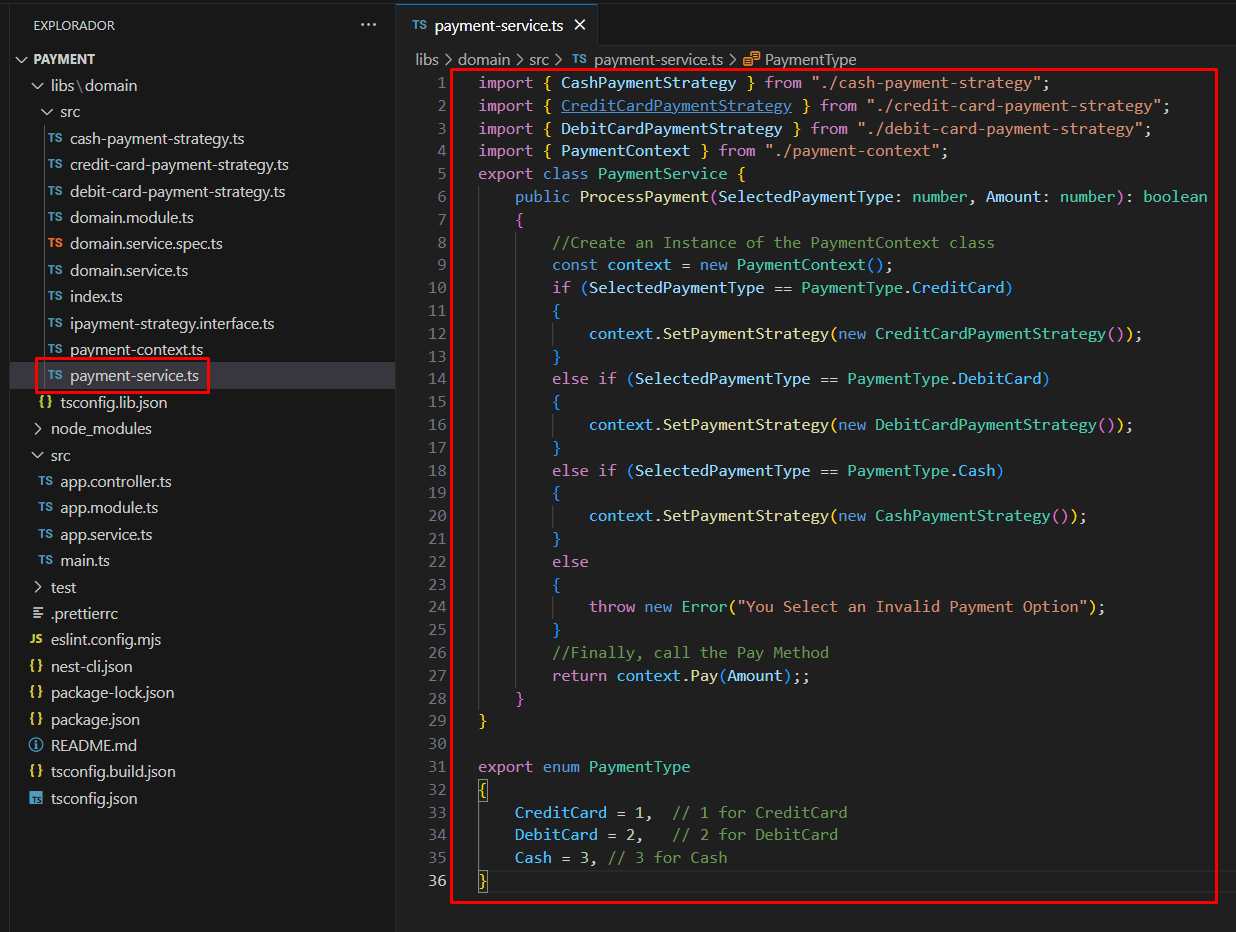 EXPLORADOR
PAYMENT
libs\domain
src
TS cash-payment-strategy.ts
TS credit-card-payment-strategy.ts
TS debit-card-payment-strategy.ts
TS domain.module.ts
TS domain.service.spec.ts
TS domain.service.ts
TS index.ts
TS ipayment-strategy.interface.ts
TS payment-context.ts
TS payment-service.ts
{} tsconfig.lib.json
node_modules
src
TS app.controller.ts
TS app.module.ts
TS app.service.ts
TS main.ts
test
.prettierrc
JS eslint.config.mjs
{} nest-cli.json
{} package-lock.json
{} package.json
README.md
{} tsconfig.build.json
TS tsconfig.json
TS payment-service.ts
libs > domain > src > TS payment-service.ts > PaymentType
1 import { CashPaymentStrategy } from "./cash-payment-strategy";
2 import { CreditCardPaymentStrategy } from "./credit-card-payment-strategy";
3 import { DebitCardPaymentStrategy } from "./debit-card-payment-strategy";
4 import { PaymentContext } from "./payment-context";
5 export class PaymentService {
6     public ProcessPayment(SelectedPaymentType: number, Amount: number): boolean
7     {
8         //Create an Instance of the PaymentContext class
9         const context = new PaymentContext();
10         if (SelectedPaymentType == PaymentType.CreditCard)
11         {
12             context.SetPaymentStrategy(new CreditCardPaymentStrategy());
13         }
14         else if (SelectedPaymentType == PaymentType.DebitCard)
15         {
16             context.SetPaymentStrategy(new DebitCardPaymentStrategy());
17         }
18         else if (SelectedPaymentType == PaymentType.Cash)
19         {
20             context.SetPaymentStrategy(new CashPaymentStrategy());
21         }
22         else
23         {
24             throw new Error("You Select an Invalid Payment Option");
25         }
26         //Finally, call the Pay Method
27         return context.Pay(Amount);;
28     }
29 }
30
31 export enum PaymentType
32 {
33     CreditCard = 1,  // 1 for CreditCard
34     DebitCard = 2,   // 2 for DebitCard
35     Cash = 3, // 3 for Cash
36 }